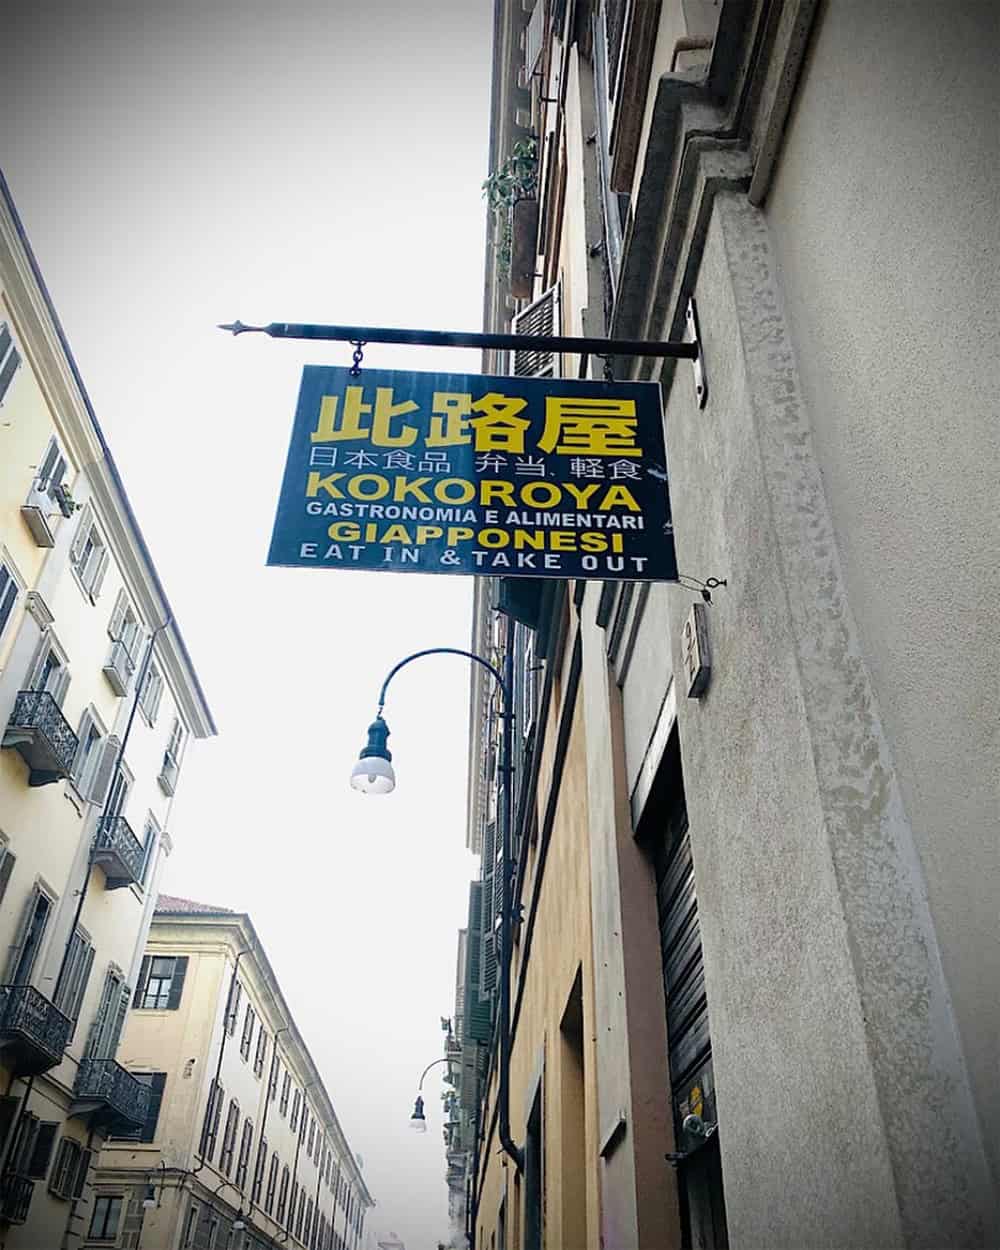 此路屋
日本食品 弁当、軽食
KOKOROYA
GASTRONOMIA E ALIMENTARI
GIAPPONESI
EAT IN & TAKE OUT